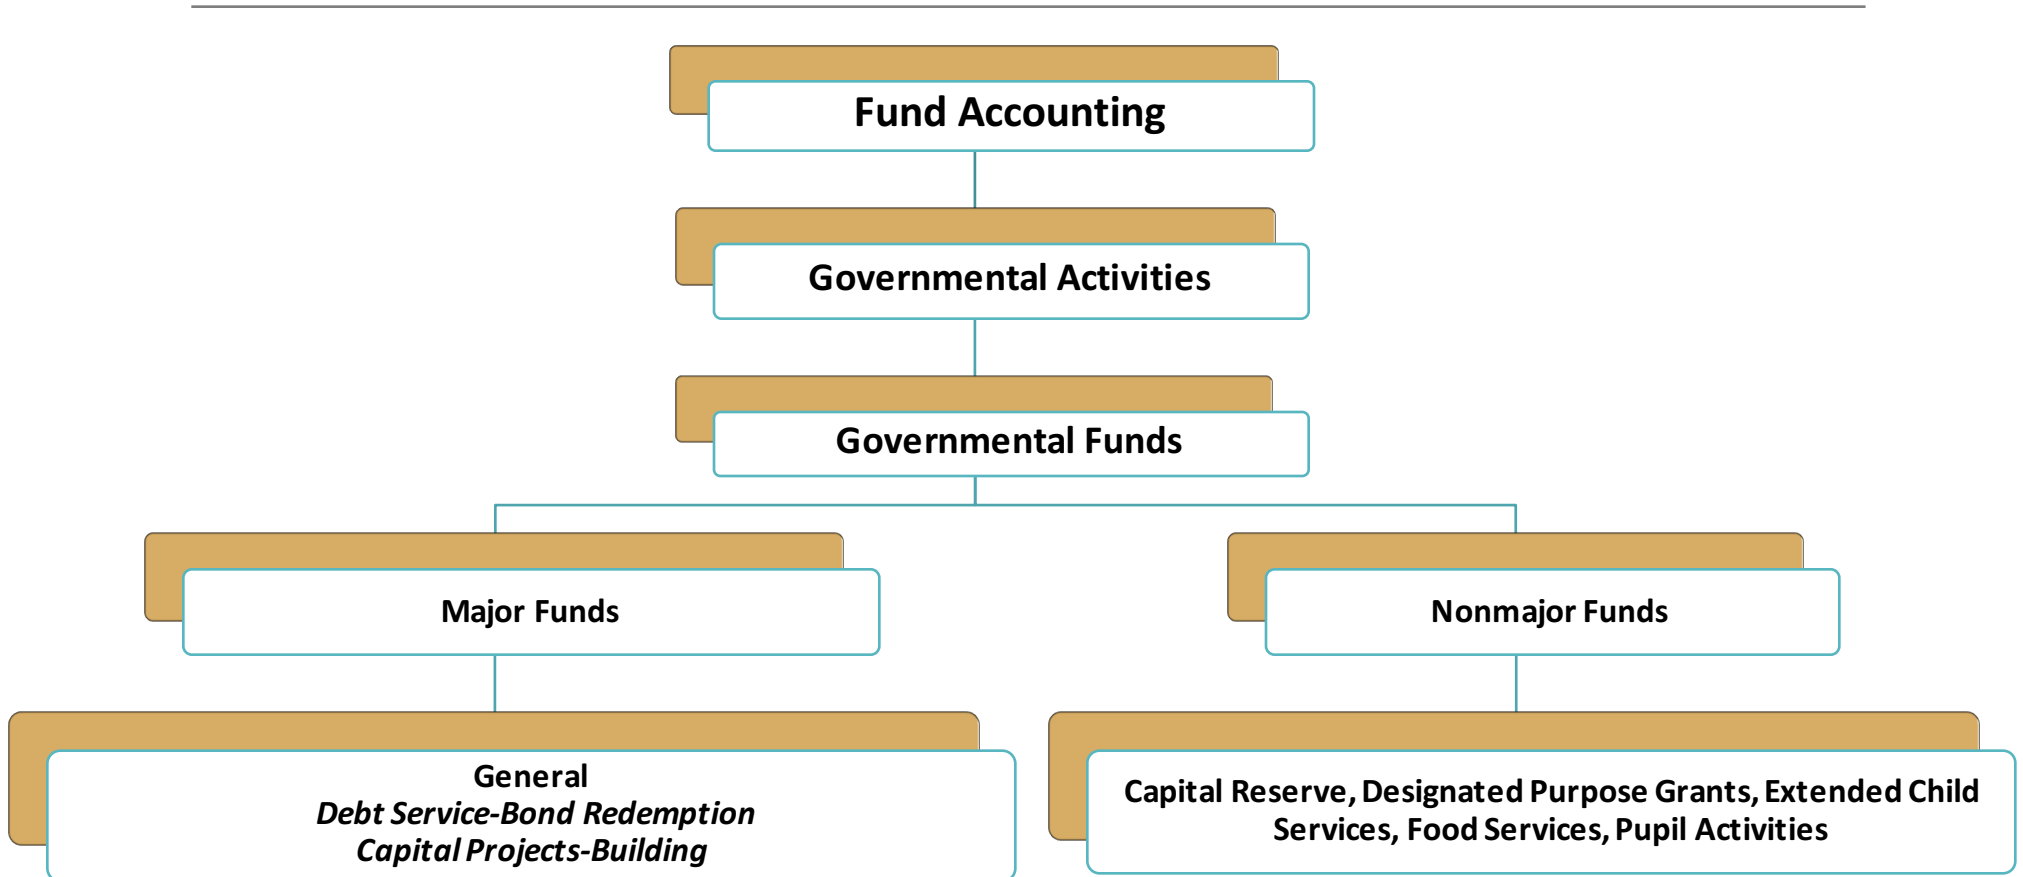 Fund Accounting
Governmental Activities
Governmental Funds
Major Funds
Nonmajor Funds
General
Debt Service-Bond Redemption
Capital Projects-Building
Capital Reserve, Designated Purpose Grants, Extended Child
Services, Food Services, Pupil Activities